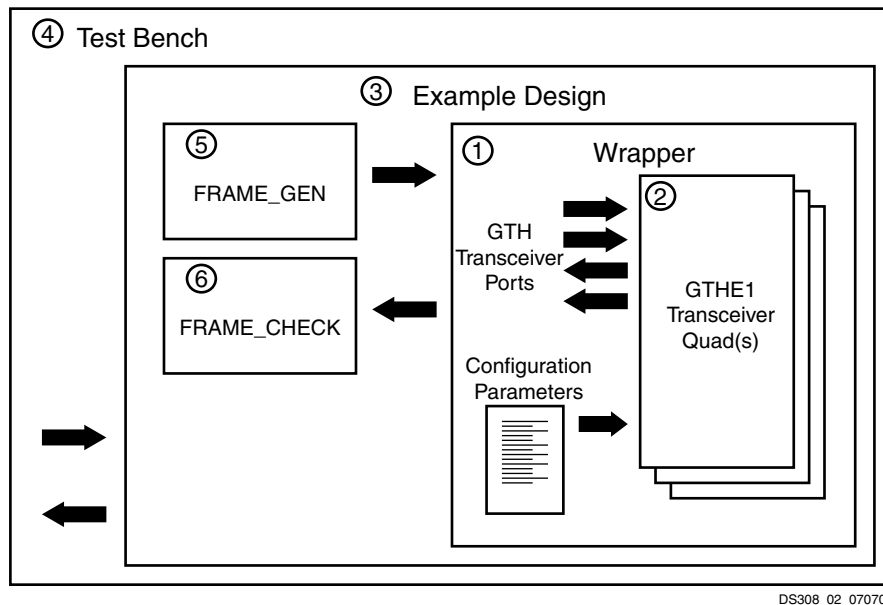 ④ Test Bench
③ Example Design
⑤
FRAME_GEN
⑥
FRAME_CHECK
① Wrapper
GTH
Transceiver
Ports
Configuration
Parameters
②
GTHE1
Transceiver
Quad(s)
DS308_02_07070